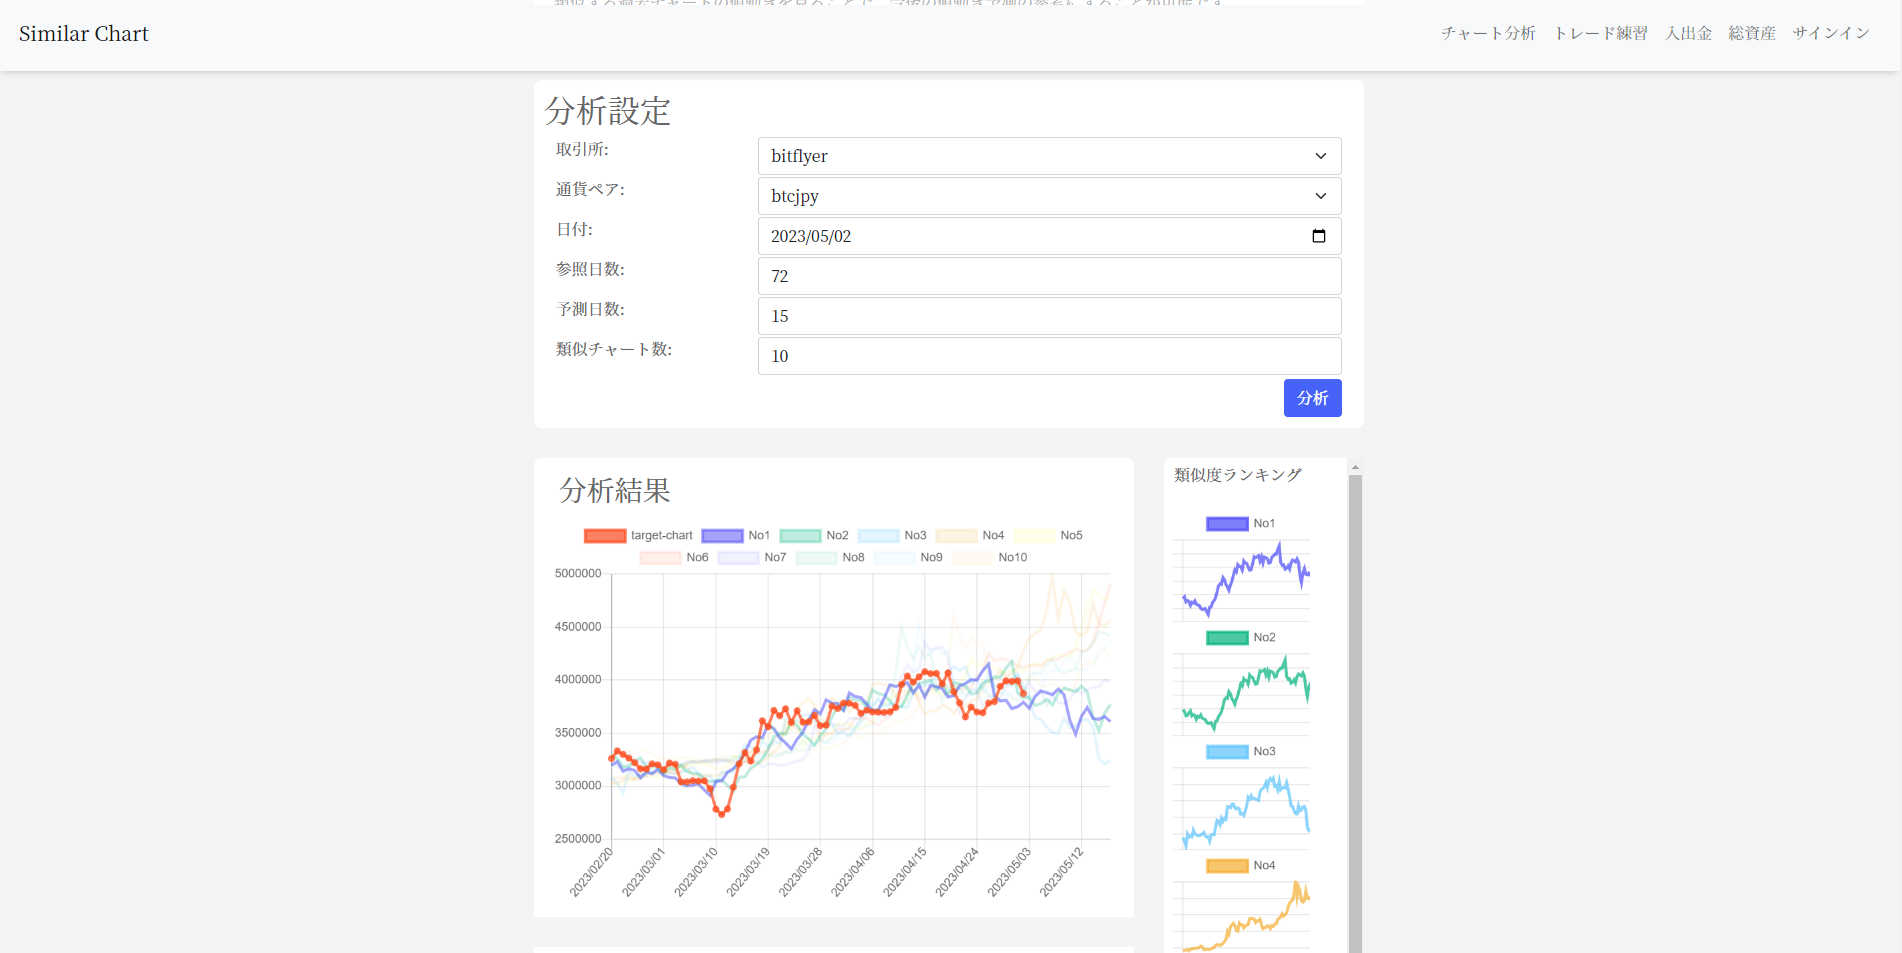 Similar Chart
チャート分析 トレード練習 入出金 総資産 サインイン
分析設定
取引所: bitflyer
通貨ペア: btcjpy
日付: 2023/05/02
参照日数: 72
予測日数: 15
類似チャート数: 10
分析
分析結果
target-chart No1 No2 No3 No4 No5
No6 No7 No8 No9 No10
5000000
4500000
4000000
3500000
3000000
2500000
2023/02/20 2023/03/01 2023/03/10 2023/03/19 2023/03/28 2023/04/06 2023/04/15 2023/04/24 2023/05/03 2023/05/12
類似度ランキング
No1
No2
No3
No4